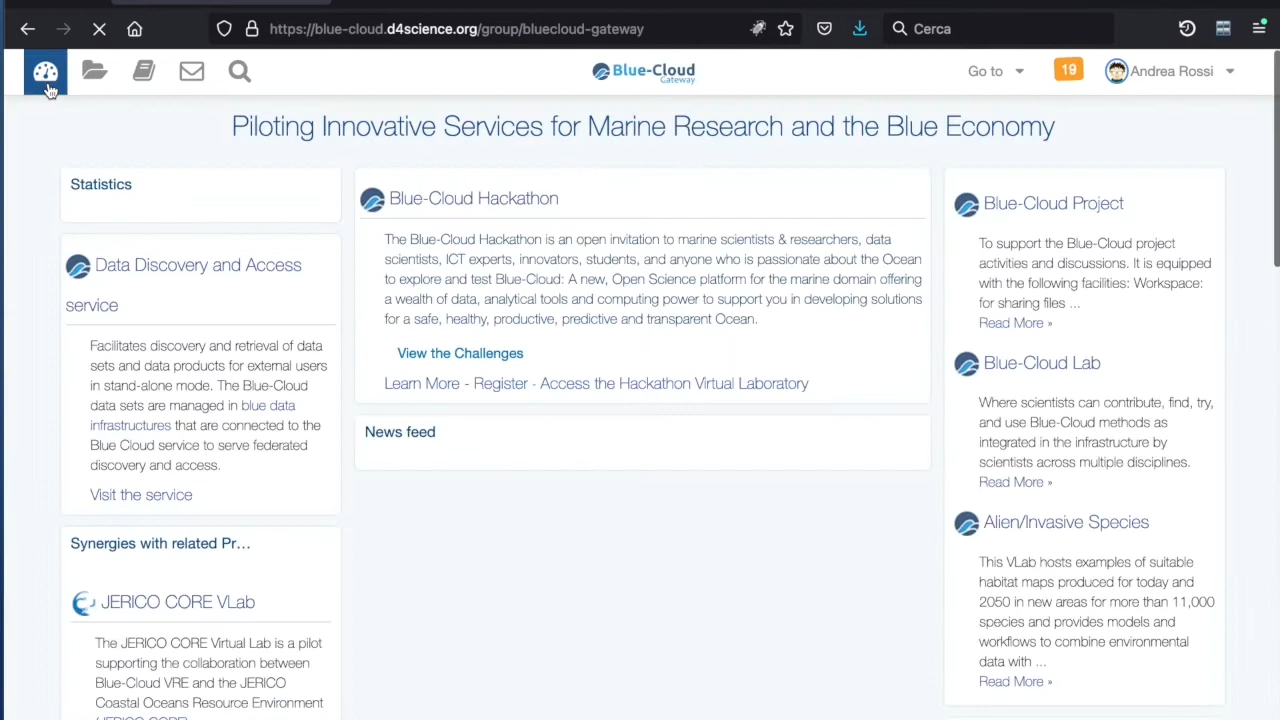 https://blue-cloud.d4science.org/group/bluecloud-gateway
Cerca
Blue-Cloud
Gateway
Go to
19
Andrea Rossi
Piloting Innovative Services for Marine Research and the Blue Economy
Statistics
Data Discovery and Access
service
Facilitates discovery and retrieval of data
sets and data products for external users
in stand-alone mode. The Blue-Cloud
data sets are managed in blue data
infrastructures that are connected to the
Blue Cloud service to serve federated
discovery and access.
Visit the service
Synergies with related Pr...
JERICO CORE VLab
The JERICO CORE Virtual Lab is a pilot
supporting the collaboration between
Blue-Cloud VRE and the JERICO
Coastal Oceans Resource Environment
Blue-Cloud Hackathon
The Blue-Cloud Hackathon is an open invitation to marine scientists & researchers, data
scientists, ICT experts, innovators, students, and anyone who is passionate about the Ocean
to explore and test Blue-Cloud: A new, Open Science platform for the marine domain offering
a wealth of data, analytical tools and computing power to support you in developing solutions
for a safe, healthy, productive, predictive and transparent Ocean.
View the Challenges
Learn More - Register - Access the Hackathon Virtual Laboratory
News feed
Blue-Cloud Project
To support the Blue-Cloud project
activities and discussions. It is equipped
with the following facilities: Workspace:
for sharing files ...
Read More »
Blue-Cloud Lab
Where scientists can contribute, find, try,
and use Blue-Cloud methods as
integrated in the infrastructure by
scientists across multiple disciplines.
Read More »
Alien/Invasive Species
This VLab hosts examples of suitable
habitat maps produced for today and
2050 in new areas for more than 11,000
species and provides models and
workflows to combine environmental
data with ...
Read More »